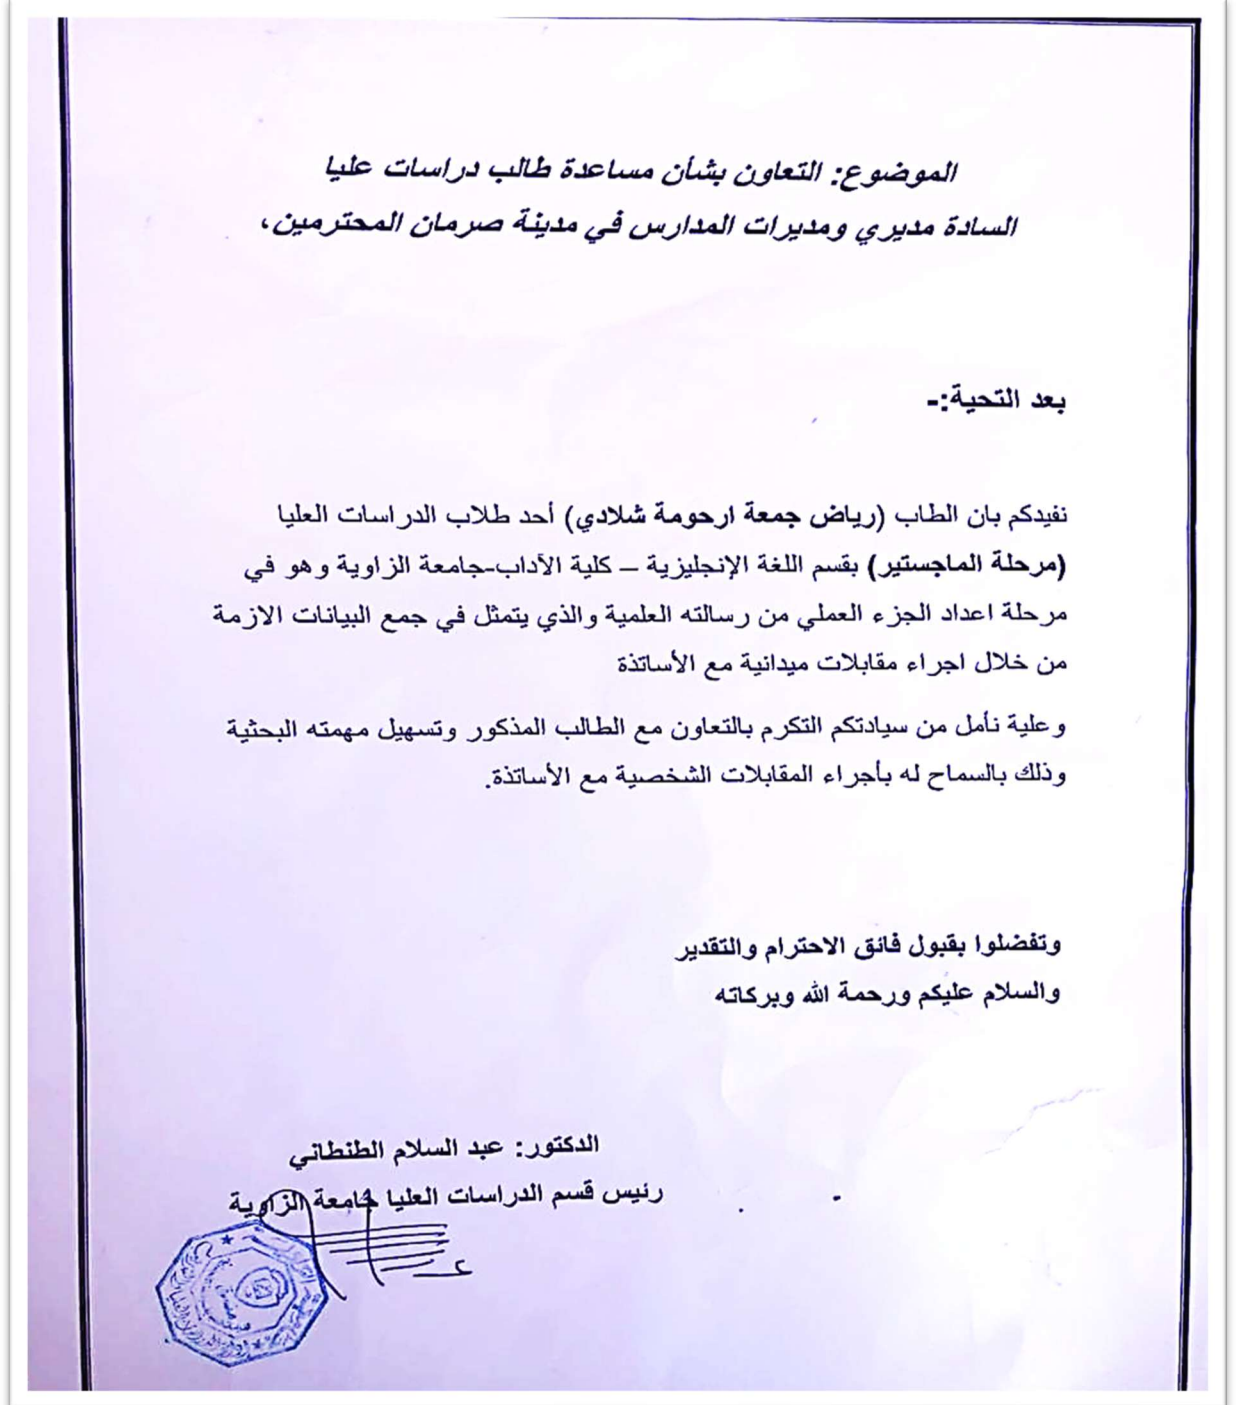 الموضوع: التعاون بشأن مساعدة طالب دراسات عليا
السادة مديري ومديرات المدارس في مدينة صرمان المحترمين،
بعد التحية:-
نفيدكم بان الطاب (رياض جمعة ارحومة شلادي) أحد طلاب الدراسات العليا
(مرحلة الماجستير) بقسم اللغة الإنجليزية – كلية الآداب-جامعة الزاوية وهو في
مرحلة اعداد الجزء العملي من رسالته العلمية والذي يتمثل في جمع البيانات الازمة
من خلال اجراء مقابلات ميدانية مع الأساتذة
وعلية نأمل من سيادتكم التكرم بالتعاون مع الطالب المذكور وتسهيل مهمته البحثية
وذلك بالسماح له بأجراء المقابلات الشخصية مع الأساتذة.
وتفضلوا بقبول فائق الاحترام والتقدير
والسلام عليكم ورحمة الله وبركاته
الدكتور: عبد السلام الطنطاني
رئيس قسم الدراسات العليا جامعة الزاوية